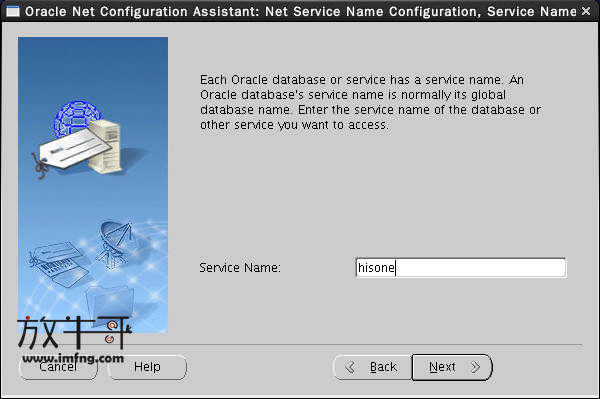 Oracle Net Configuration Assistant: Net Service Name Configuration, Service Name
Each Oracle database or service has a service name. An
Oracle database's service name is normally its global
database name. Enter the service name of the database or
other service you want to access.
Service Name:
hisone
放牛哥
www.imfng.com
Cancel
Help
Back
Next